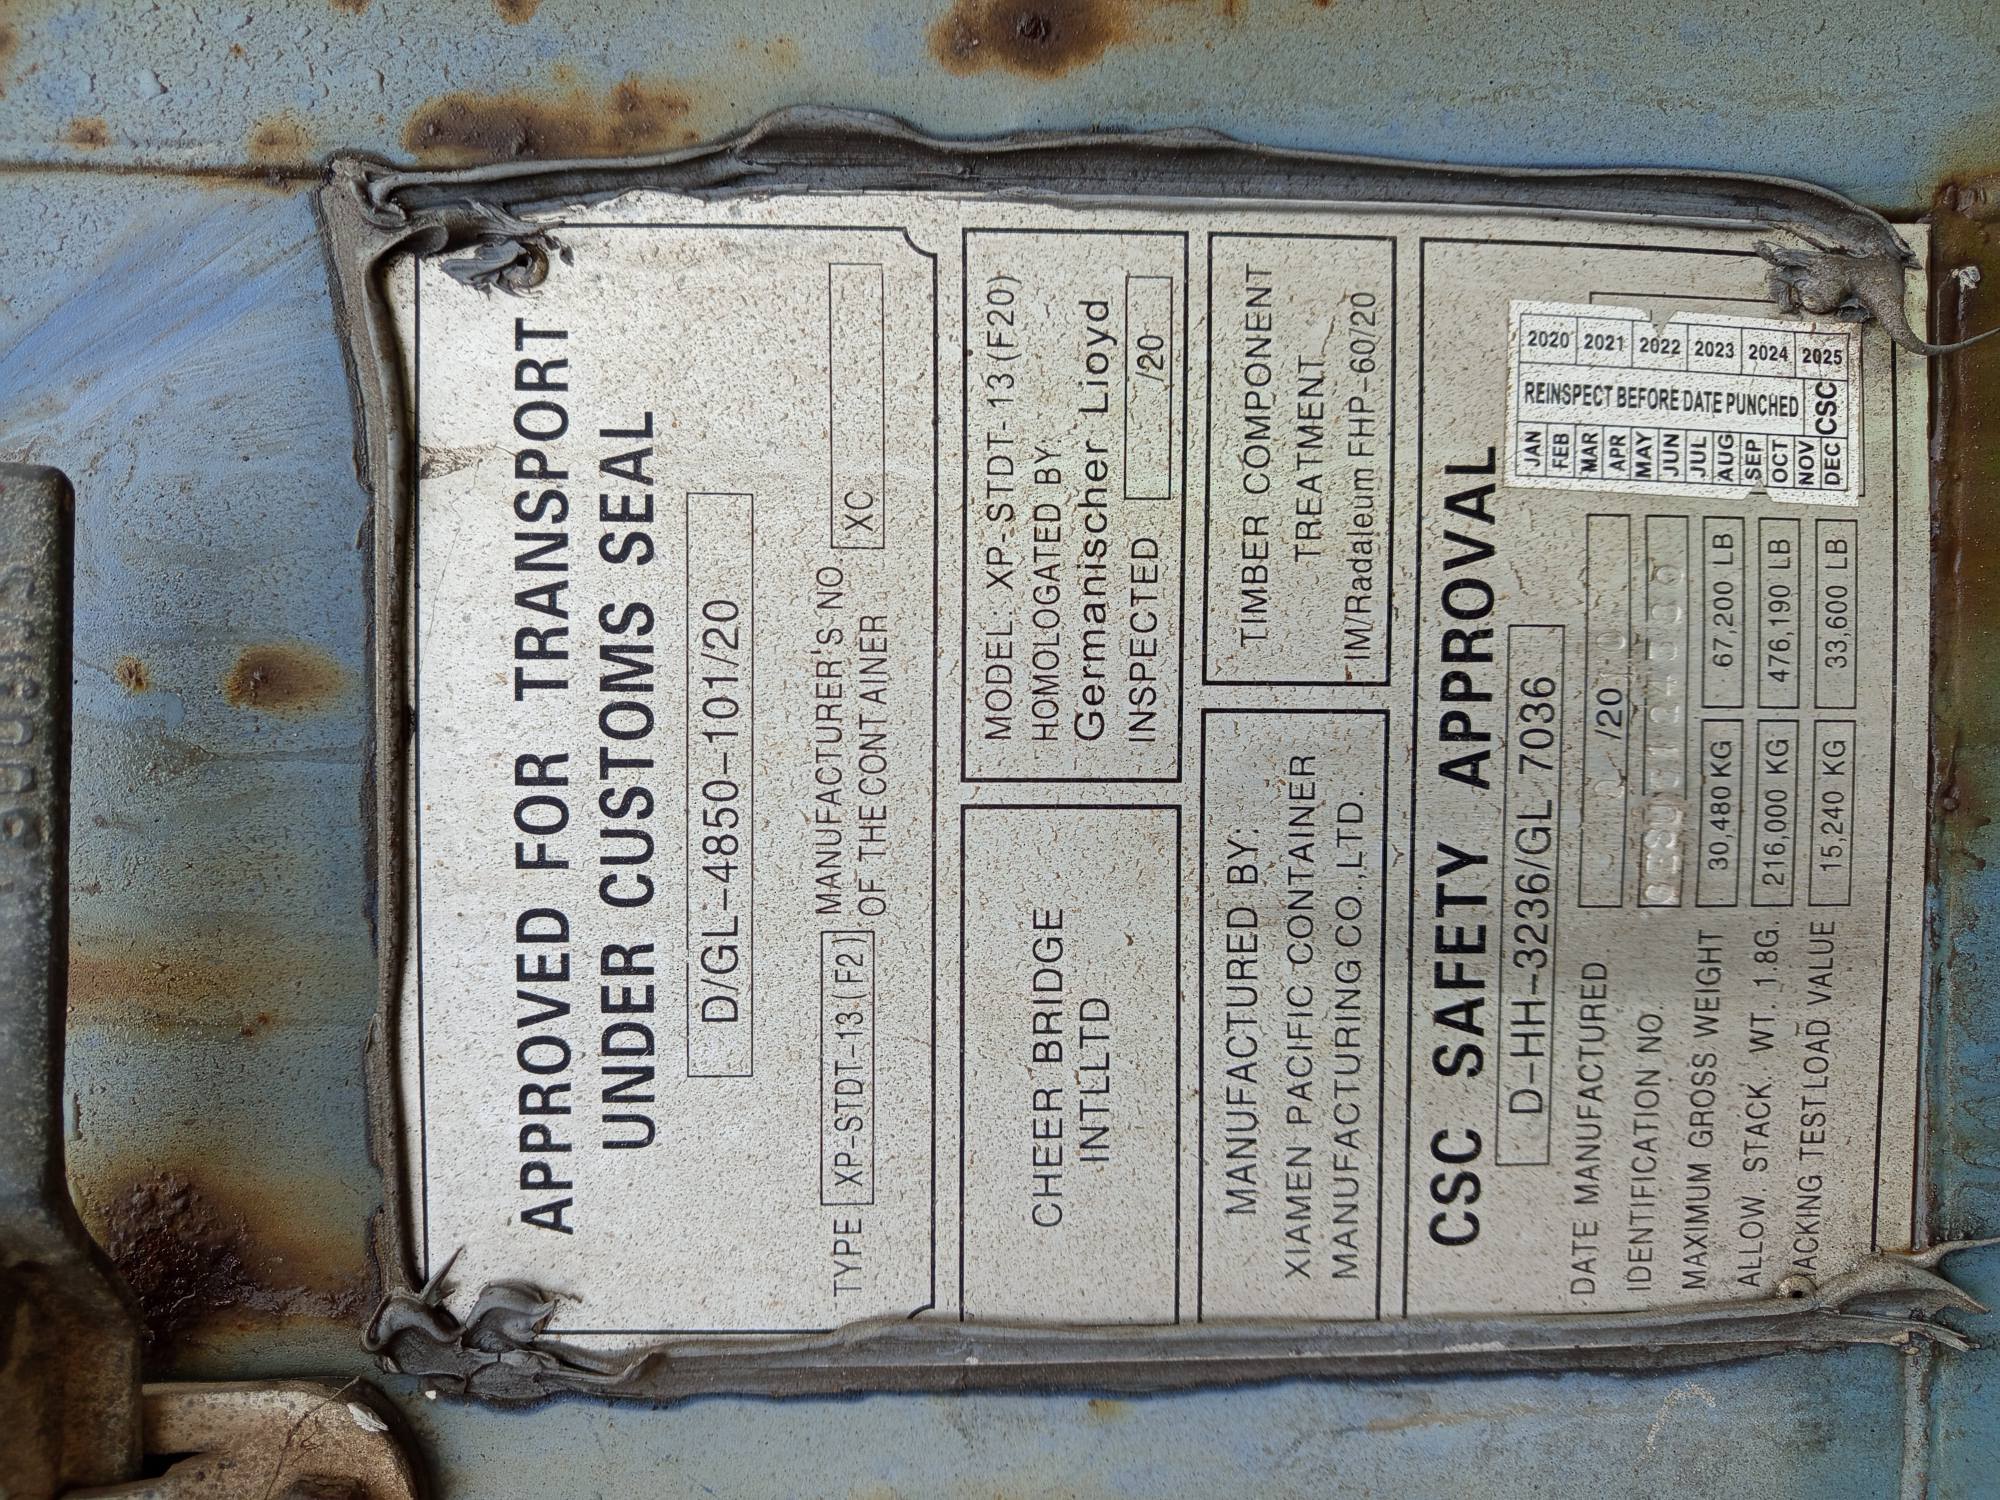 APPROVED FOR TRANSPORT
UNDER CUSTOMS SEAL
D/GL-4850-101/20
TYPE XP-STDT-13(F2) MANUFACTURER'S NO.
OF THE CONTAINER
XC
CHEER BRIDGE
INTLLTD
MODEL: XP-STDT-13(F20)
HOMOLOGATED BY
Germanischer Lloyd
INSPECTED /20
MANUFACTURED BY:
XIAMEN PACIFIC CONTAINER
MANUFACTURING CO.,LTD.
TIMBER COMPONENT
TREATMENT
IM/Radaleum FHP-60/20
CSC SAFETY APPROVAL
D-HH-3236/GL 7036
DATE MANUFACTURED /20
IDENTIFICATION NO.
MAXIMUM GROSS WEIGHT 30,480 KG 67,200 LB
ALLOW. STACK. WT. 1.8G. 216,000 KG 476,190 LB
RACKING TEST LOAD VALUE 15,240 KG 33,600 LB
JAN
FEB
MAR
APR
MAY
JUN
JUL
AUG
SEP
OCT
NOV
DEC
REINSPECT BEFORE DATE PUNCHED
CSC
2020
2021
2022
2023
2024
2025